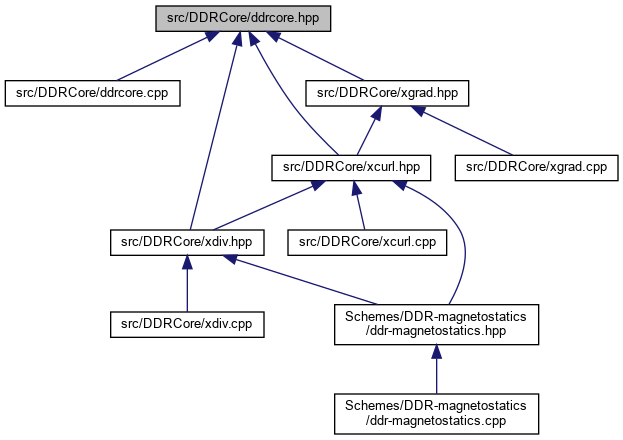 src/DDRCore/ddrcore.hpp
src/DDRCore/ddrcore.cpp
src/DDRCore/xgrad.hpp
src/DDRCore/xcurl.hpp
src/DDRCore/xgrad.cpp
src/DDRCore/xdiv.hpp
src/DDRCore/xcurl.cpp
src/DDRCore/xdiv.cpp
Schemes/DDR-magnetostatics
/ddr-magnetostatics.hpp
Schemes/DDR-magnetostatics
/ddr-magnetostatics.cpp